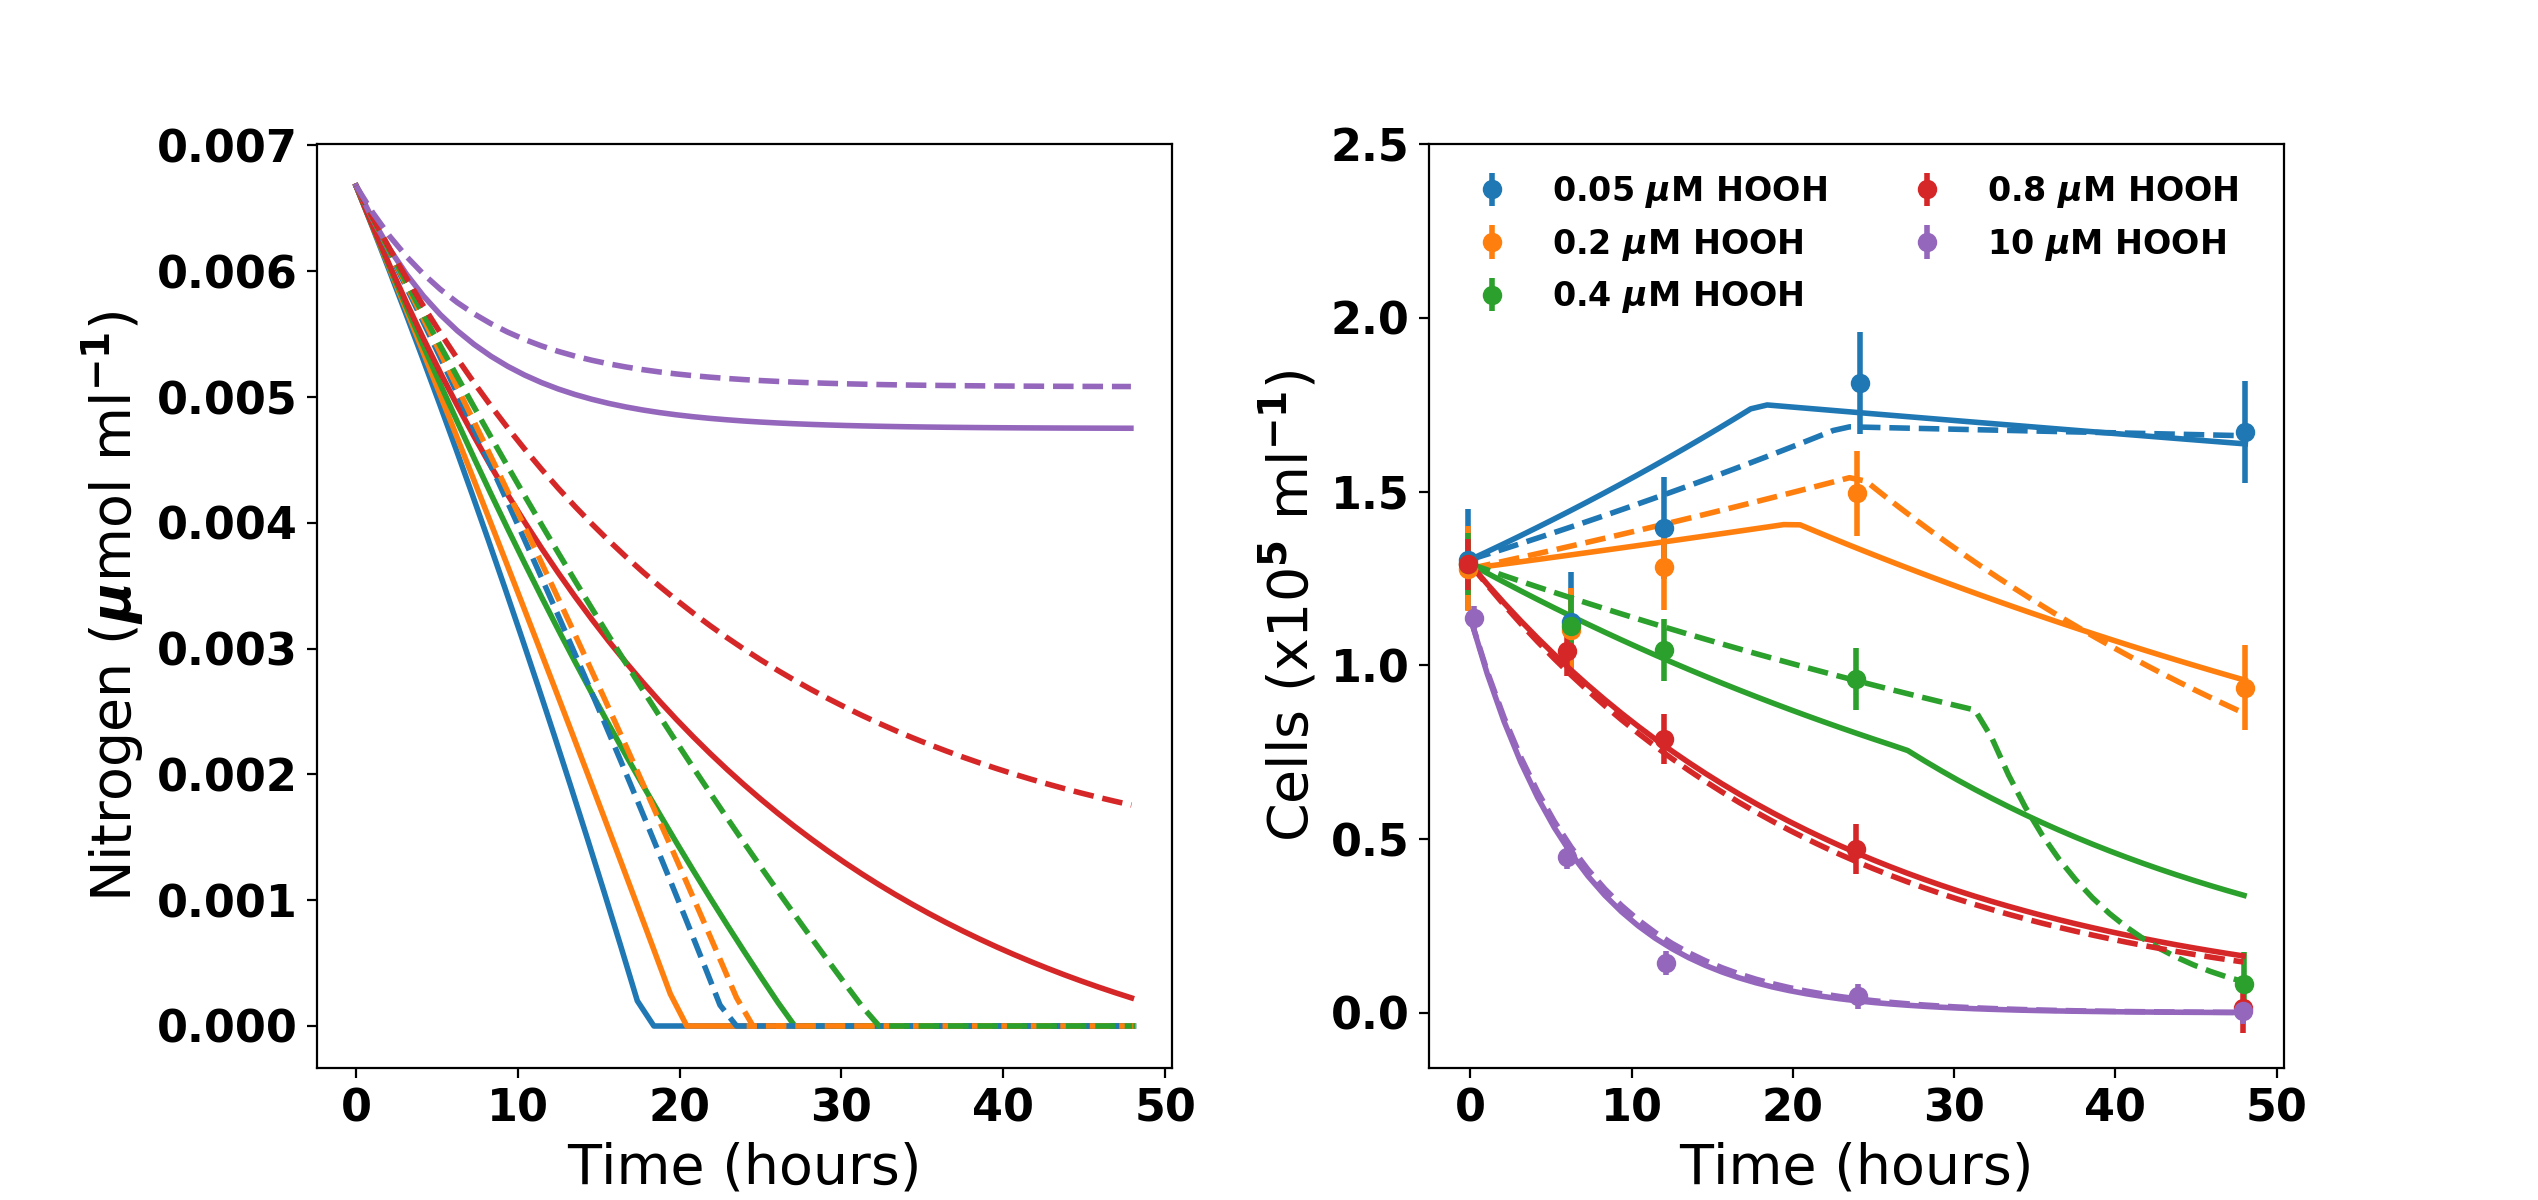 0.007
0.006
0.005
0.004
0.003
0.002
0.001
0.000
Nitrogen (μmol ml⁻¹)
0 10 20 30 40 50
Time (hours)
2.5
2.0
1.5
1.0
0.5
0.0
Cells (x10⁵ ml⁻¹)
0.05 μM HOOH
0.2 μM HOOH
0.4 μM HOOH
0.8 μM HOOH
10 μM HOOH
0 10 20 30 40 50
Time (hours)